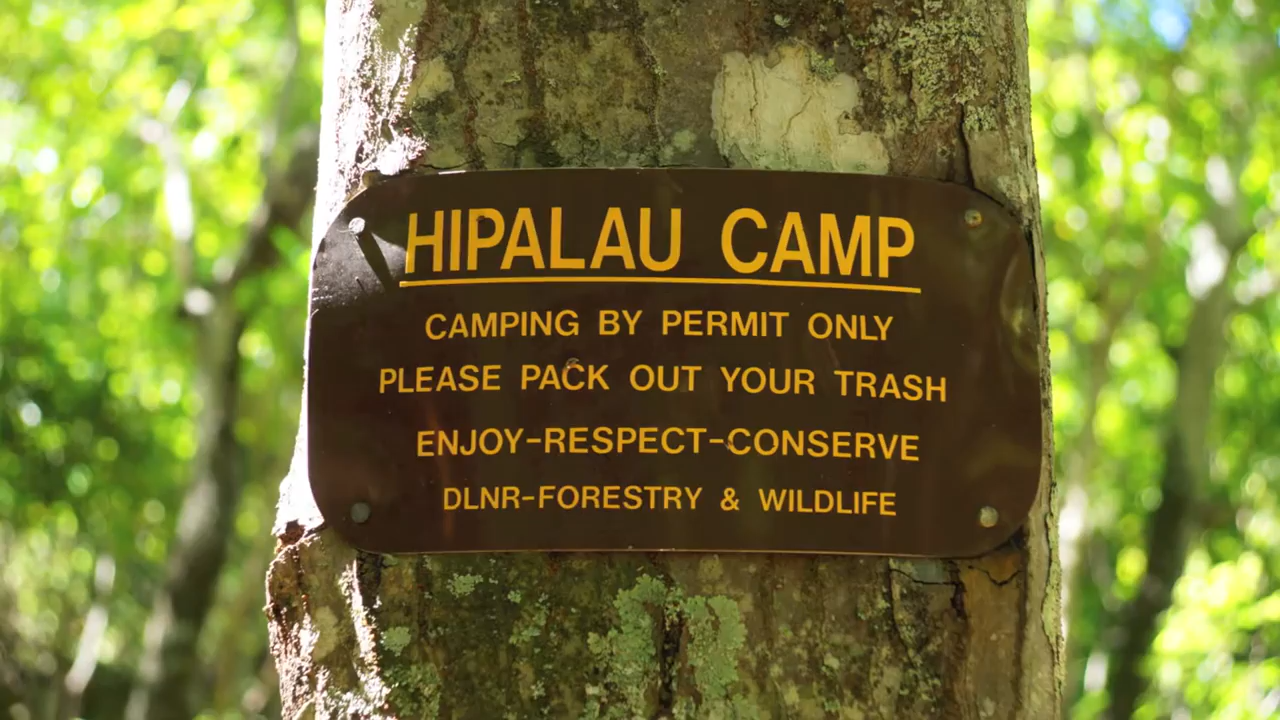 HIPALAU CAMP
CAMPING BY PERMIT ONLY
PLEASE PACK OUT YOUR TRASH
ENJOY-RESPECT-CONSERVE
DLNR-FORESTRY & WILDLIFE